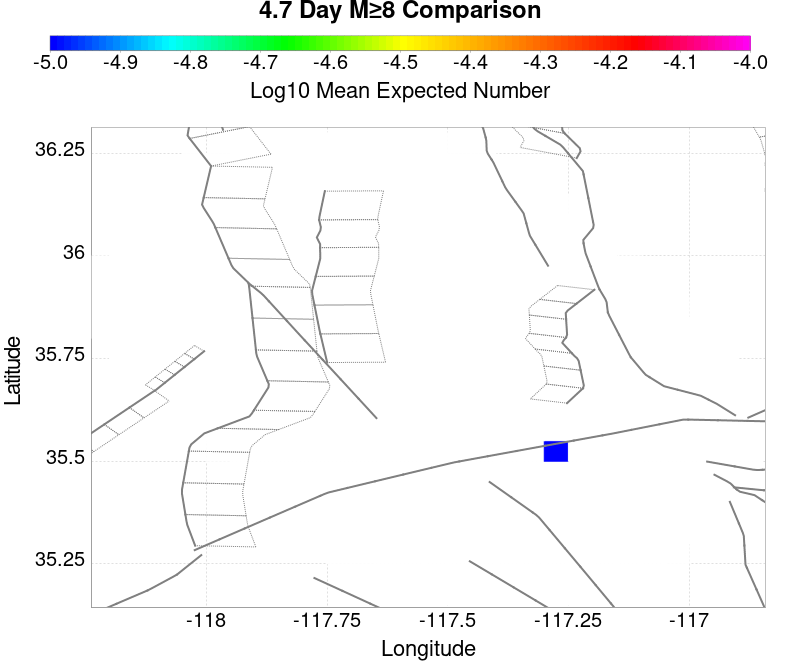 4.7 Day M≥8 Comparison
-5.0 -4.9 -4.8 -4.7 -4.6 -4.5 -4.4 -4.3 -4.2 -4.1 -4.0
Log10 Mean Expected Number
36.25
36
35.75
35.5
35.25
Latitude
-118 -117.75 -117.5 -117.25 -117
Longitude